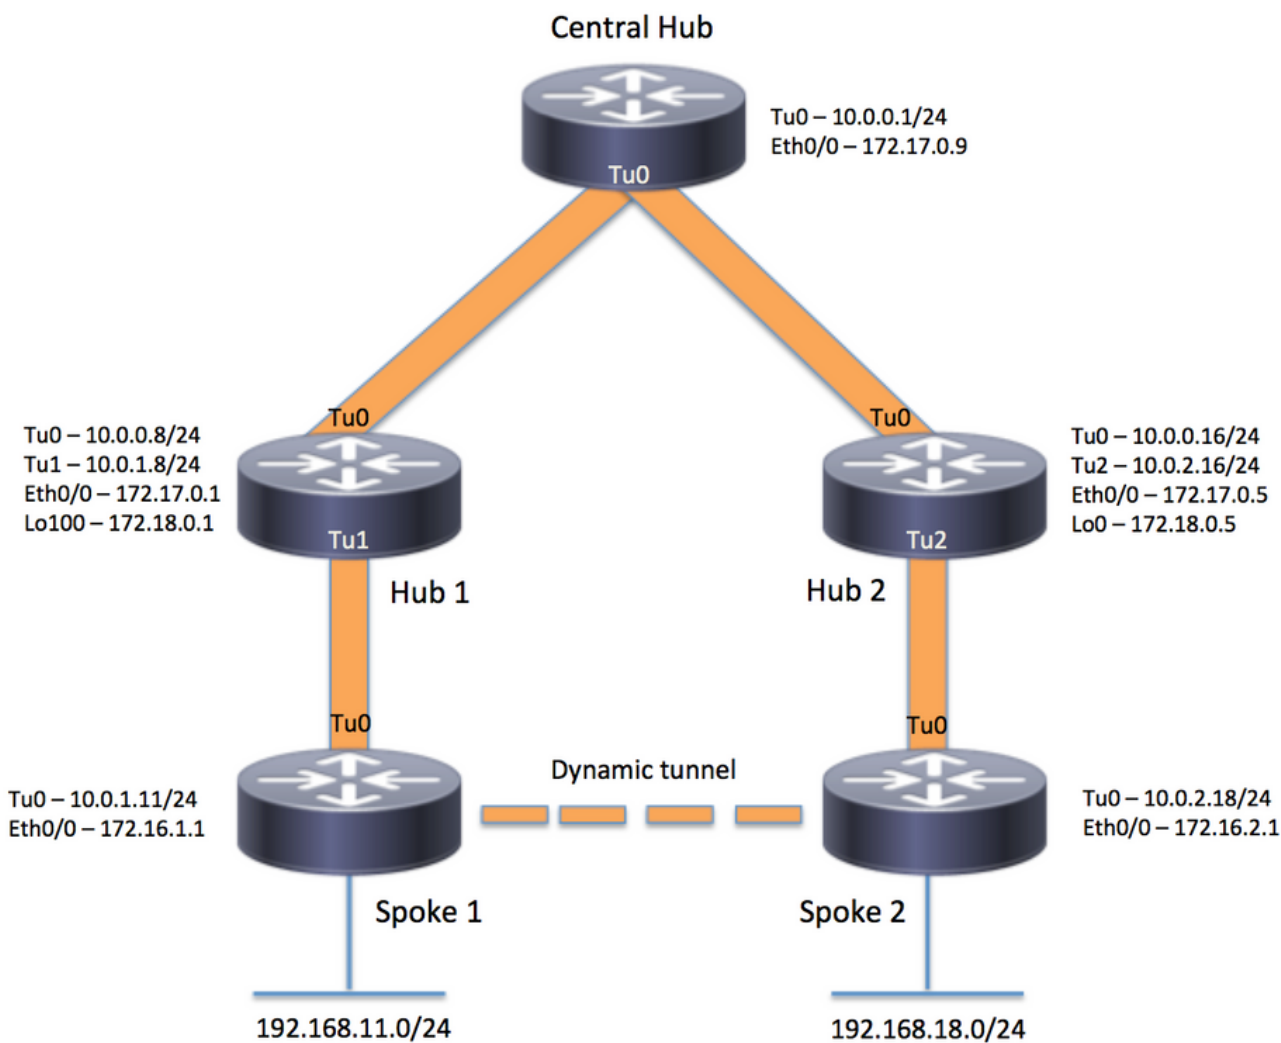 Central Hub
Tu0 – 10.0.0.1/24
Eth0/0 – 172.17.0.9
Tu0
Tu0
Tu0
Tu0 – 10.0.0.8/24
Tu1 – 10.0.1.8/24
Eth0/0 – 172.17.0.1
Lo100 – 172.18.0.1
Tu0 – 10.0.0.16/24
Tu2 – 10.0.2.16/24
Eth0/0 – 172.17.0.5
Lo0 – 172.18.0.5
Tu1
Tu2
Hub 1
Hub 2
Tu0
Tu0
Dynamic tunnel
Tu0 – 10.0.1.11/24
Eth0/0 – 172.16.1.1
Tu0 – 10.0.2.18/24
Eth0/0 – 172.16.2.1
Spoke 1
Spoke 2
192.168.11.0/24
192.168.18.0/24